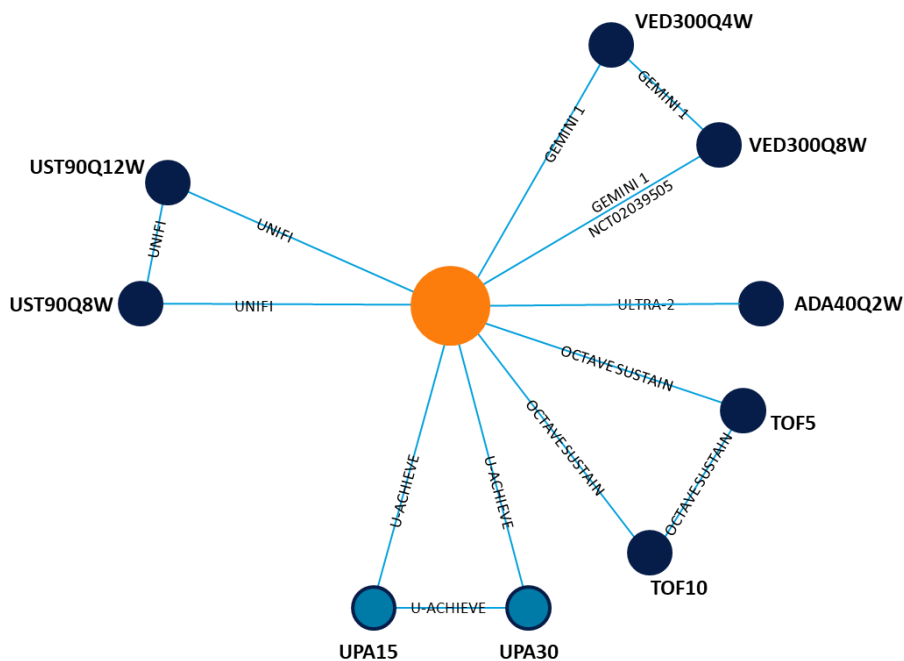 VED300Q4W
GEMINI 1
GEMINI 1
VED300Q8W
UST90Q12W
GEMINI 1
NCT02039505
UNIFI
UNIFI
UST90Q8W
UNIFI
ULTRA-2
ADA40Q2W
OCTAVE SUSTAIN
TOF5
OCTAVE SUSTAIN
OCTAVE SUSTAIN
U-ACHIEVE
U-ACHIEVE
TOF10
U-ACHIEVE
UPA15
UPA30